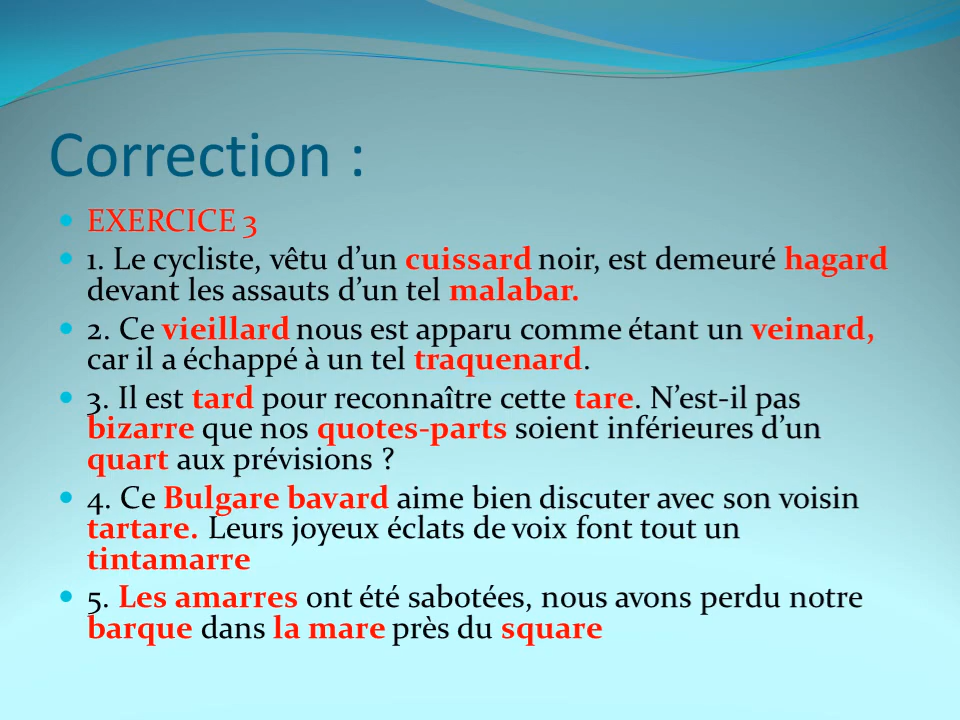 Correction :
EXERCICE 3
1. Le cycliste, vêtu d’un cuissard noir, est demeuré hagard
devant les assauts d’un tel malabar.
2. Ce vieillard nous est apparu comme étant un veinard,
car il a échappé à un tel traquenard.
3. Il est tard pour reconnaître cette tare. N’est-il pas
bizarre que nos quotes-parts soient inférieures d’un
quart aux prévisions ?
4. Ce Bulgare bavard aime bien discuter avec son voisin
tartare. Leurs joyeux éclats de voix font tout un
tintamarre
5. Les amarres ont été sabotées, nous avons perdu notre
barque dans la mare près du square